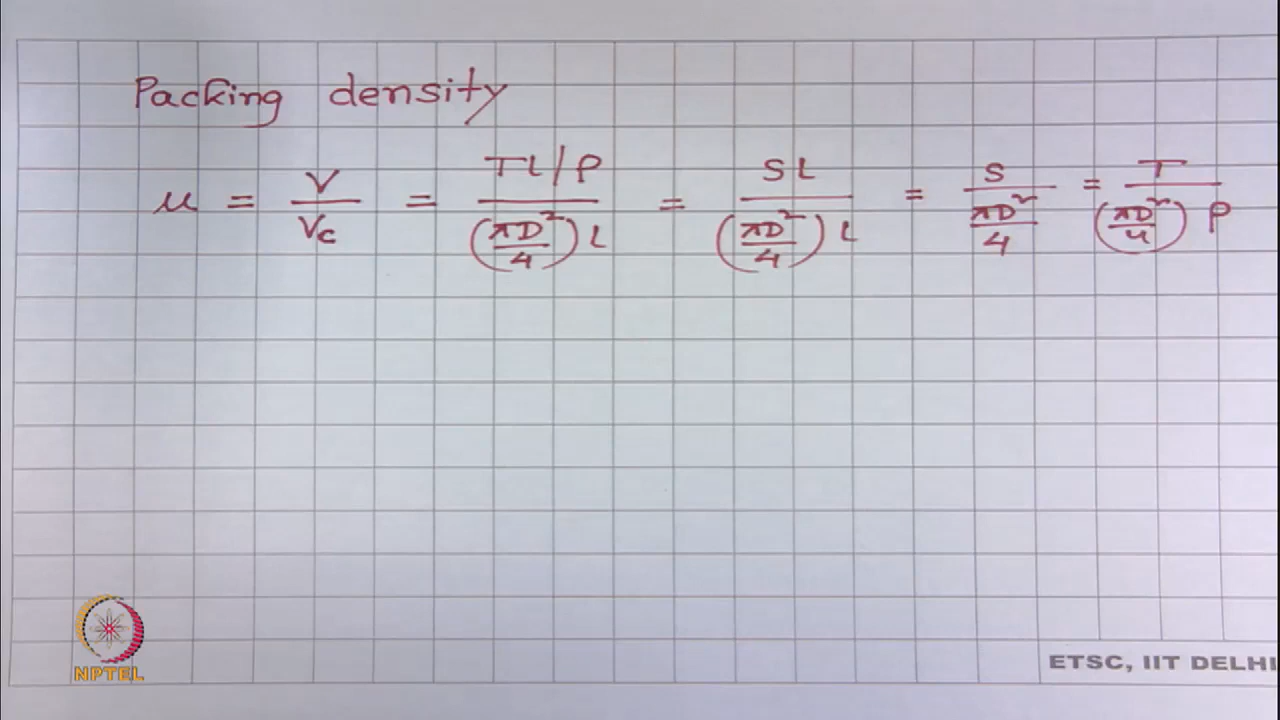 Packing density
μ = V / Vc = TL/ρ / (πD²/4) L = SL / (πD²/4) L = S / πD²/4 = T / (πD²/4) ρ
NPTEL
ETSC, IIT DELHI